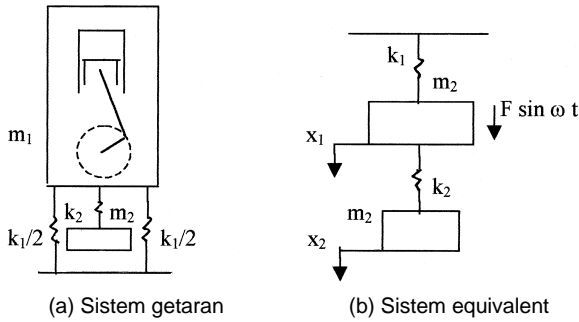 m₁
k₂
m₂
k₁/2
k₁/2
(a) Sistem getaran
k₁
m₂
F sin ω t
x₁
k₂
m₂
x₂
(b) Sistem equivalent